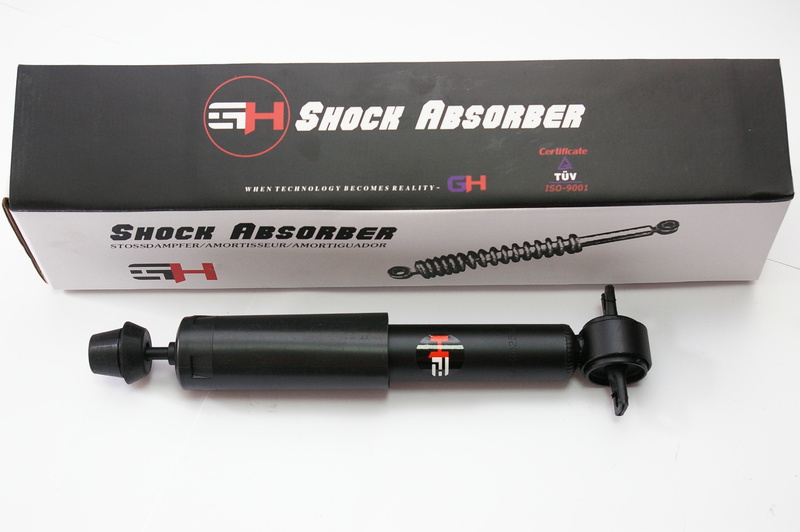 GH SHOCK ABSORBER
Certificate
TÜV
ISO-9001
WHEN TECHNOLOGY BECOMES REALITY~ GH
SHOCK ABSORBER
STOSSDAMPFER/AMORTISSEUR/AMORTIGUADOR
GH
GH